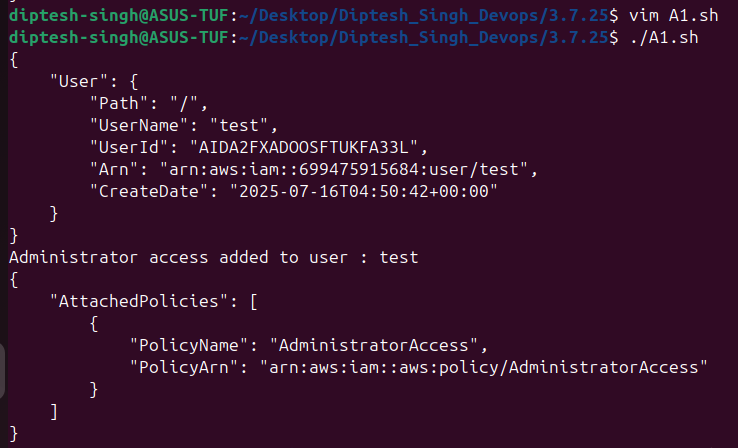 diptesh-singh@ASUS-TUF:~/Desktop/Diptesh_Singh_Devops/3.7.25$ vim A1.sh
diptesh-singh@ASUS-TUF:~/Desktop/Diptesh_Singh_Devops/3.7.25$ ./A1.sh
{
    "User": {
        "Path": "/",
        "UserName": "test",
        "UserId": "AIDA2FXADOOSFTUKFA33L",
        "Arn": "arn:aws:iam::699475915684:user/test",
        "CreateDate": "2025-07-16T04:50:42+00:00"
    }
}
Administrator access added to user : test
{
    "AttachedPolicies": [
        {
            "PolicyName": "AdministratorAccess",
            "PolicyArn": "arn:aws:iam::aws:policy/AdministratorAccess"
        }
    ]
}